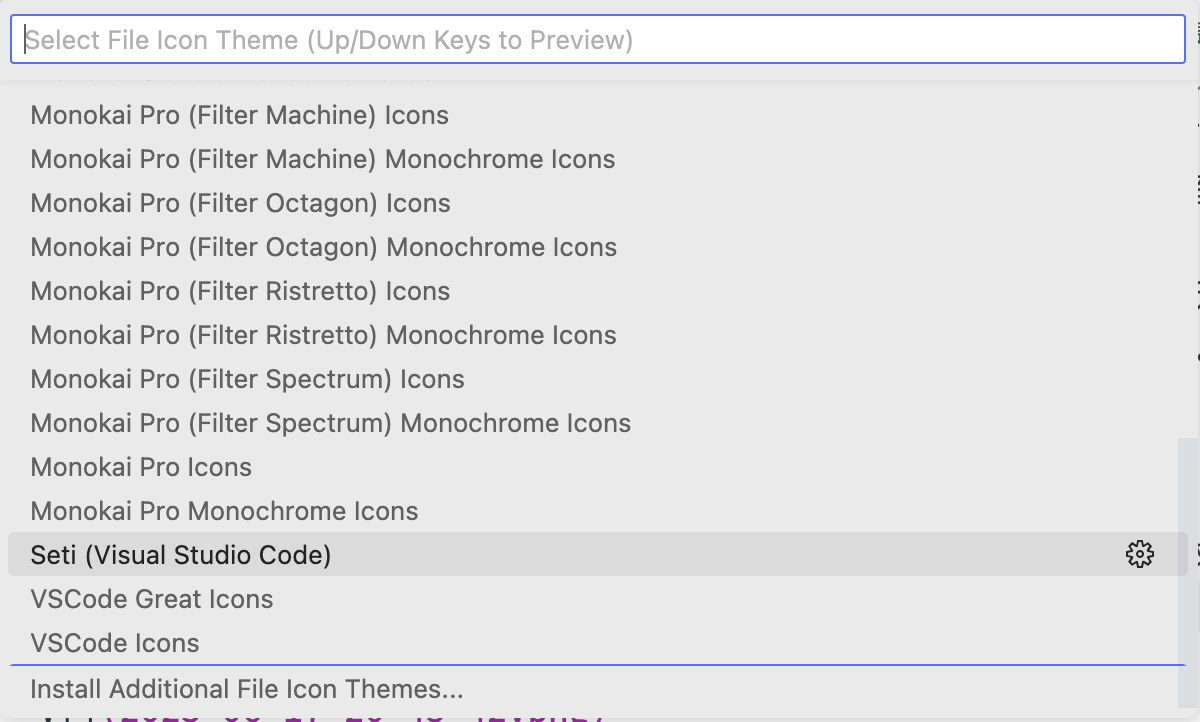 Select File Icon Theme (Up/Down Keys to Preview)
Monokai Pro (Filter Machine) Icons
Monokai Pro (Filter Machine) Monochrome Icons
Monokai Pro (Filter Octagon) Icons
Monokai Pro (Filter Octagon) Monochrome Icons
Monokai Pro (Filter Ristretto) Icons
Monokai Pro (Filter Ristretto) Monochrome Icons
Monokai Pro (Filter Spectrum) Icons
Monokai Pro (Filter Spectrum) Monochrome Icons
Monokai Pro Icons
Monokai Pro Monochrome Icons
Seti (Visual Studio Code)
VSCode Great Icons
VSCode Icons
Install Additional File Icon Themes...